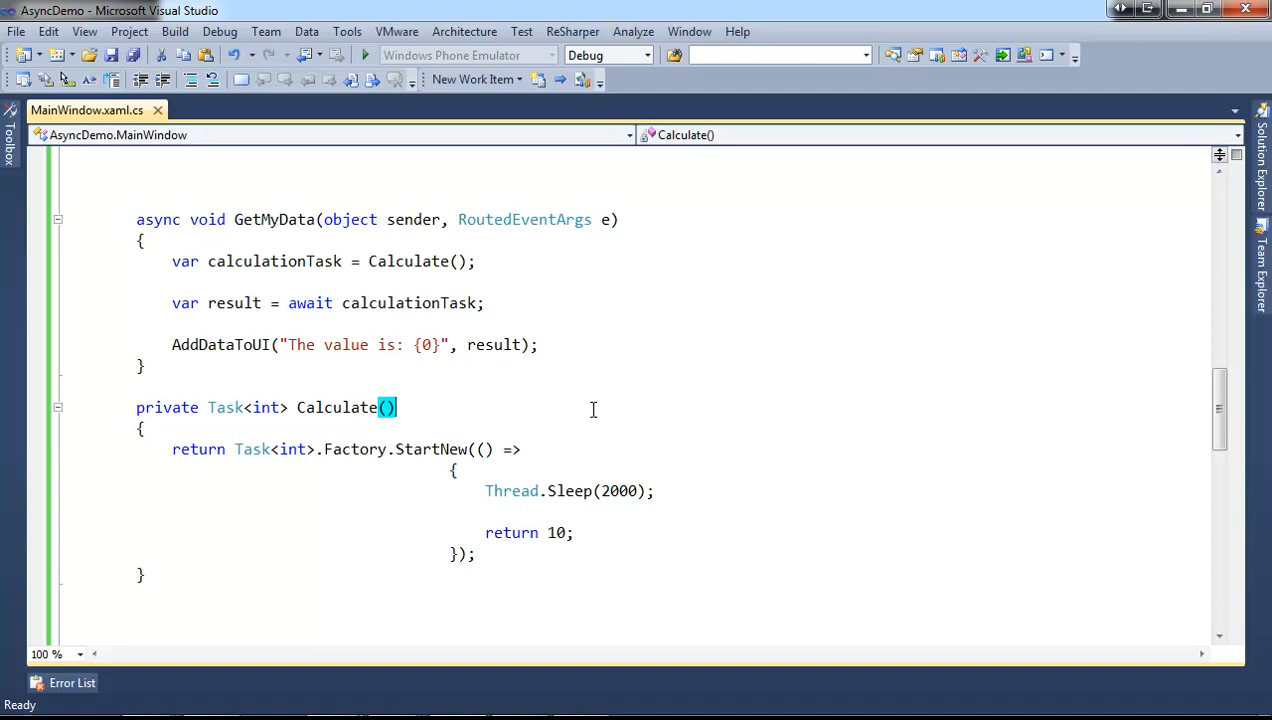 AsyncDemo - Microsoft Visual Studio
File Edit View Project Build Debug Team Data Tools VMware Architecture Test ReSharper Analyze Window Help
Windows Phone Emulator Debug
New Work Item
MainWindow.xaml.cs
AsyncDemo.MainWindow Calculate()
Toolbox
Solution Explorer
Team Explorer
async void GetMyData(object sender, RoutedEventArgs e)
{
var calculationTask = Calculate();
var result = await calculationTask;
AddDataToUI("The value is: {0}", result);
}
private Task<int> Calculate()
{
return Task<int>.Factory.StartNew(() =>
{
Thread.Sleep(2000);
return 10;
});
}
100 %
Error List
Ready